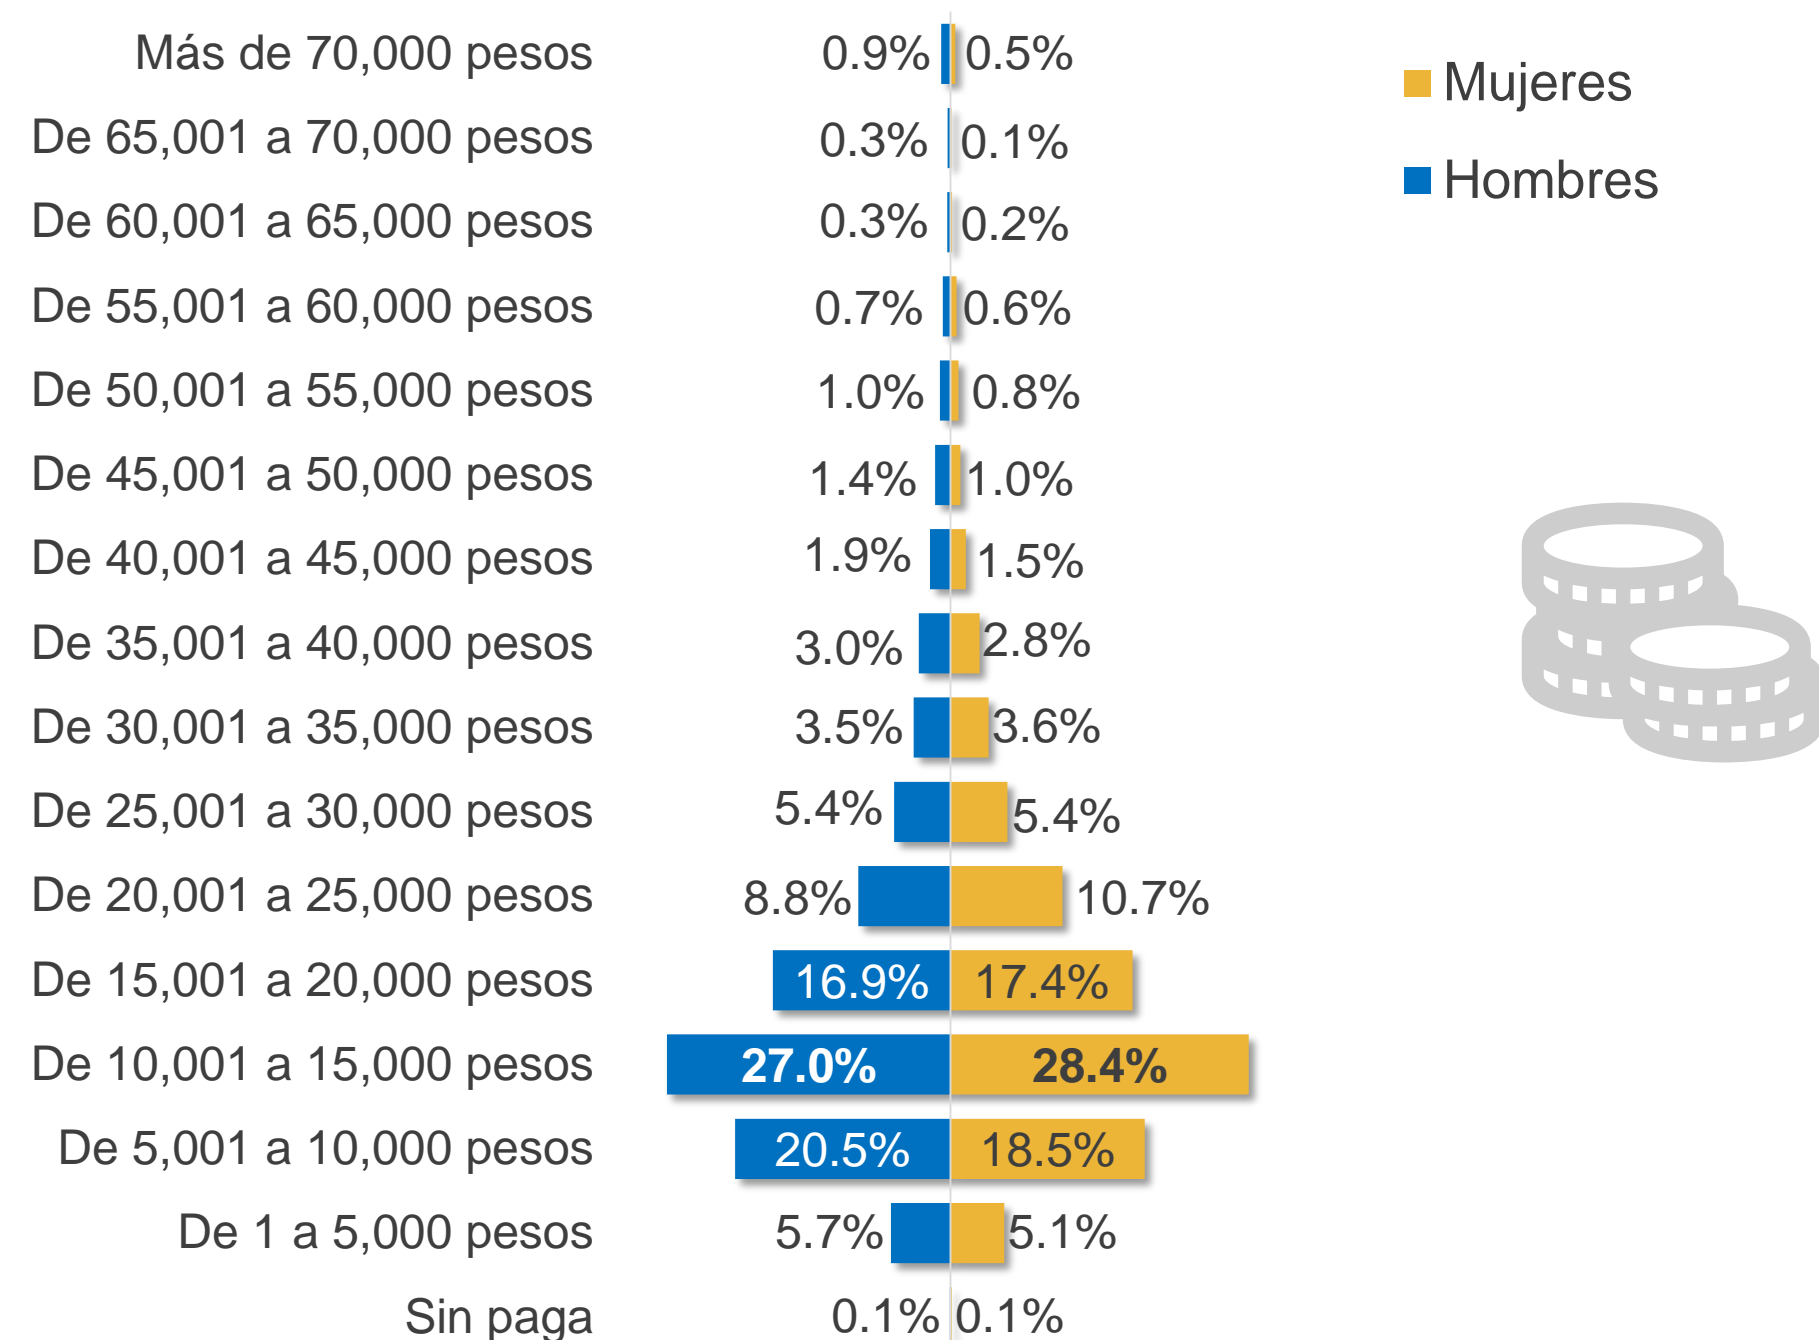 Más de 70,000 pesos 0.9% 0.5%
De 65,001 a 70,000 pesos 0.3% 0.1%
De 60,001 a 65,000 pesos 0.3% 0.2%
De 55,001 a 60,000 pesos 0.7% 0.6%
De 50,001 a 55,000 pesos 1.0% 0.8%
De 45,001 a 50,000 pesos 1.4% 1.0%
De 40,001 a 45,000 pesos 1.9% 1.5%
De 35,001 a 40,000 pesos 3.0% 2.8%
De 30,001 a 35,000 pesos 3.5% 3.6%
De 25,001 a 30,000 pesos 5.4% 5.4%
De 20,001 a 25,000 pesos 8.8% 10.7%
De 15,001 a 20,000 pesos 16.9% 17.4%
De 10,001 a 15,000 pesos 27.0% 28.4%
De 5,001 a 10,000 pesos 20.5% 18.5%
De 1 a 5,000 pesos 5.7% 5.1%
Sin paga 0.1% 0.1%
Mujeres
Hombres